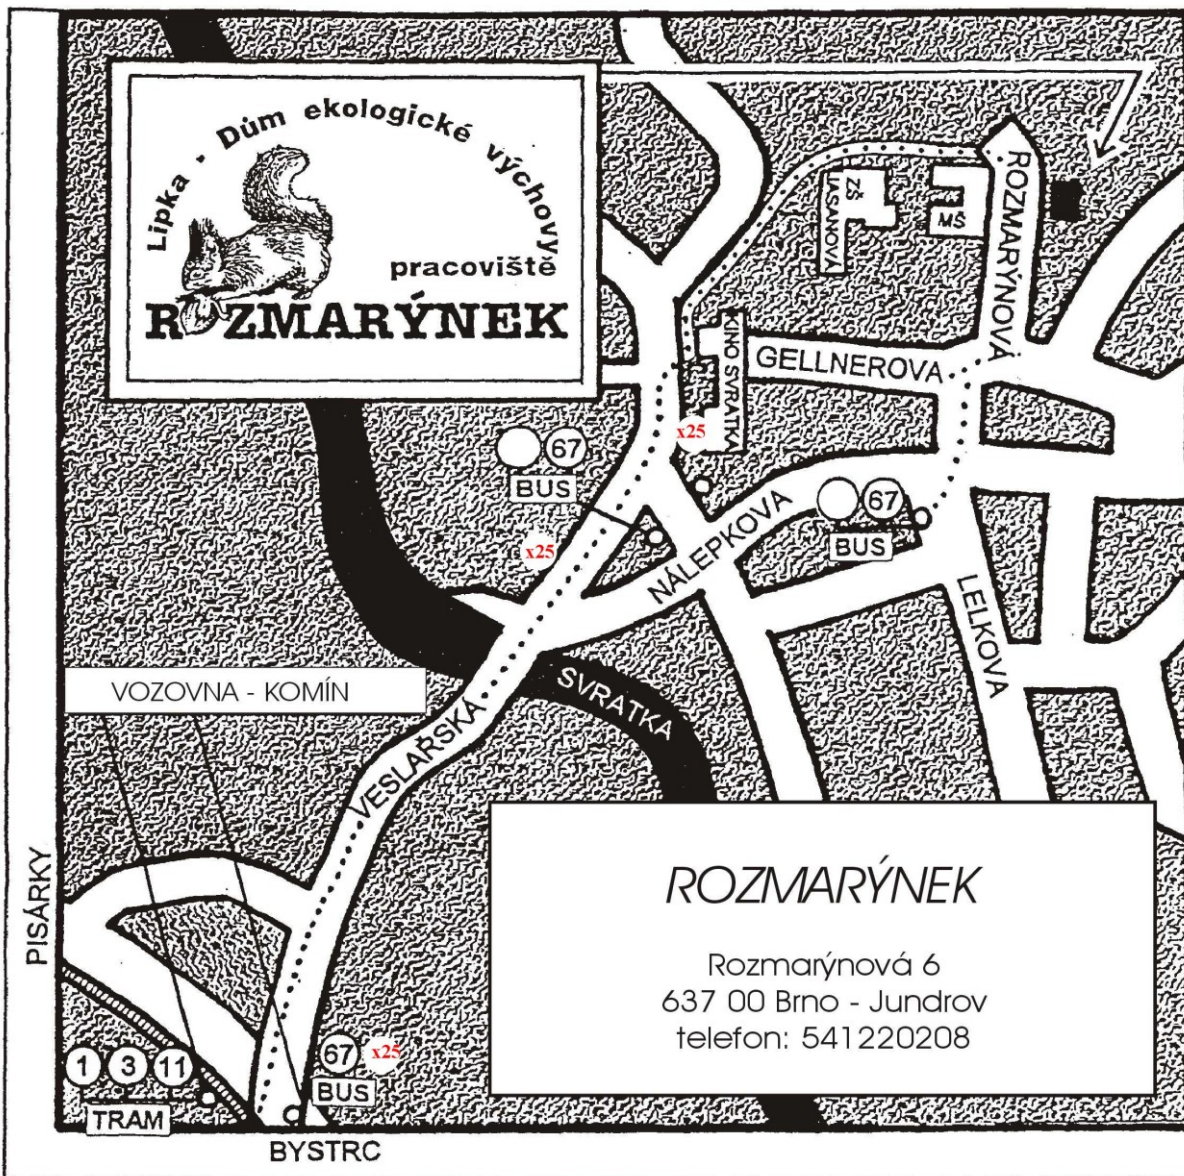 Lipka - Dům ekologické výchovy
pracoviště
ROZMARÝNEK
ROZMARÝNOVÁ
ZŠ
JASANOVÁ
MŠ
KINO SVRATKA
GELLNEROVA
x25
67
BUS
NÁLEPKOVA
67
BUS
x25
LELKOVA
SVRATKA
VOZOVNA - KOMÍN
VESLAŘSKÁ
PISÁRKY
ROZMARÝNEK
Rozmarýnová 6
637 00 Brno - Jundrov
telefon: 541220208
1 3 11
TRAM
67 x25
BUS
BYSTRC